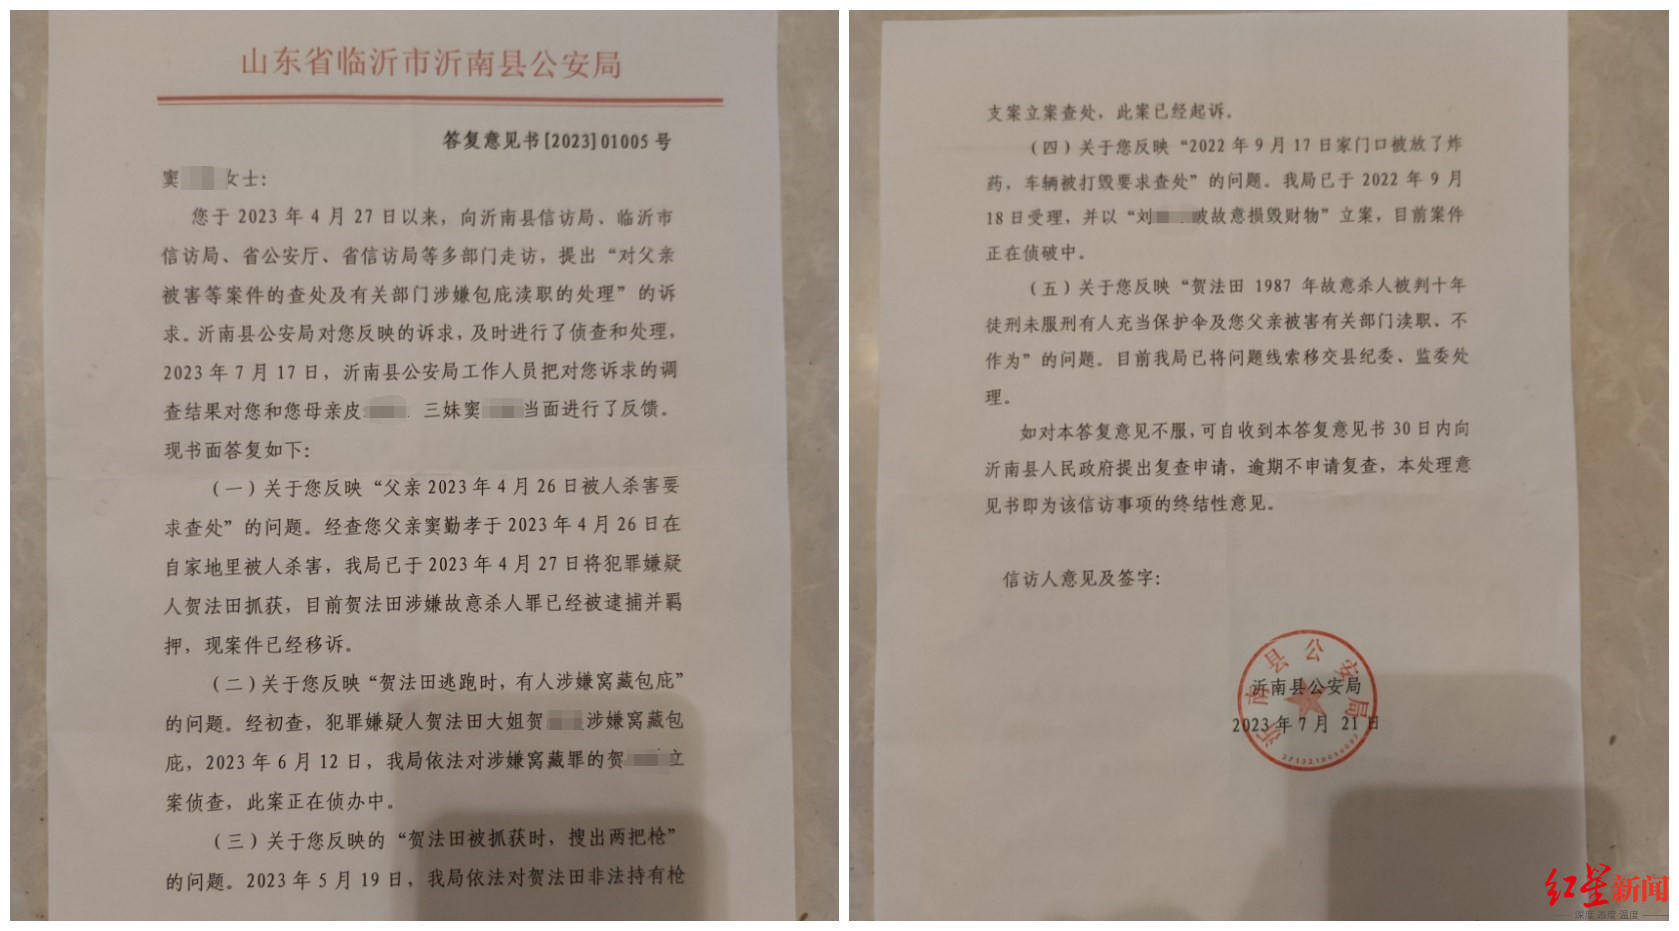 山东省临沂市沂南县公安局
答复意见书[2023]01005号
窦 女士：
您于2023年4月27日以来，向沂南县信访局、临沂市
信访局、省公安厅、省信访局等多部门走访，提出“对父亲
被害等案件的查处及有关部门涉嫌包庇渎职的处理”的诉
求。沂南县公安局对您反映的诉求，及时进行了侦查和处理，
2023年7月17日，沂南县公安局工作人员把对您诉求的调
查结果对您和您母亲皮 三妹窦 当面进行了反馈。
现书面答复如下：
（一）关于您反映“父亲2023年4月26日被人杀害要
求查处”的问题。经查您父亲窦勤孝于2023年4月26日在
自家地里被人杀害，我局已于2023年4月27日将犯罪嫌疑
人贺法田抓获，目前贺法田涉嫌故意杀人罪已经被逮捕并羁
押，现案件已经移诉。
（二）关于您反映“贺法田逃跑时，有人涉嫌窝藏包庇”
的问题。经初查，犯罪嫌疑人贺法田大姐贺 涉嫌窝藏包
庇，2023年6月12日，我局依法对涉嫌窝藏罪的贺 立
案侦查，此案正在侦办中。
（三）关于您反映的“贺法田被抓获时，搜出两把枪”
的问题。2023年5月19日，我局依法对贺法田非法持有枪
支案立案查处，此案已经起诉。
（四）关于您反映“2022年9月17日家门口被放了炸
药，车辆被打毁要求查处”的问题。我局已于2022年9月
18日受理，并以“刘 故意损毁财物”立案，目前案件
正在侦破中。
（五）关于您反映“贺法田1987年故意杀人被判十年
徒刑未服刑有人充当保护伞及您父亲被害有关部门渎职、不
作为”的问题。目前我局已将问题线索移交县纪委、监委处
理。
如对本答复意见不服，可自收到本答复意见书30日内向
沂南县人民政府提出复查申请，逾期不申请复查，本处理意
见书即为该信访事项的终结性意见。
信访人意见及签字：
沂南县公安局
沂南县公安局
2023年7月21日
红星新闻
深度 态度 温度